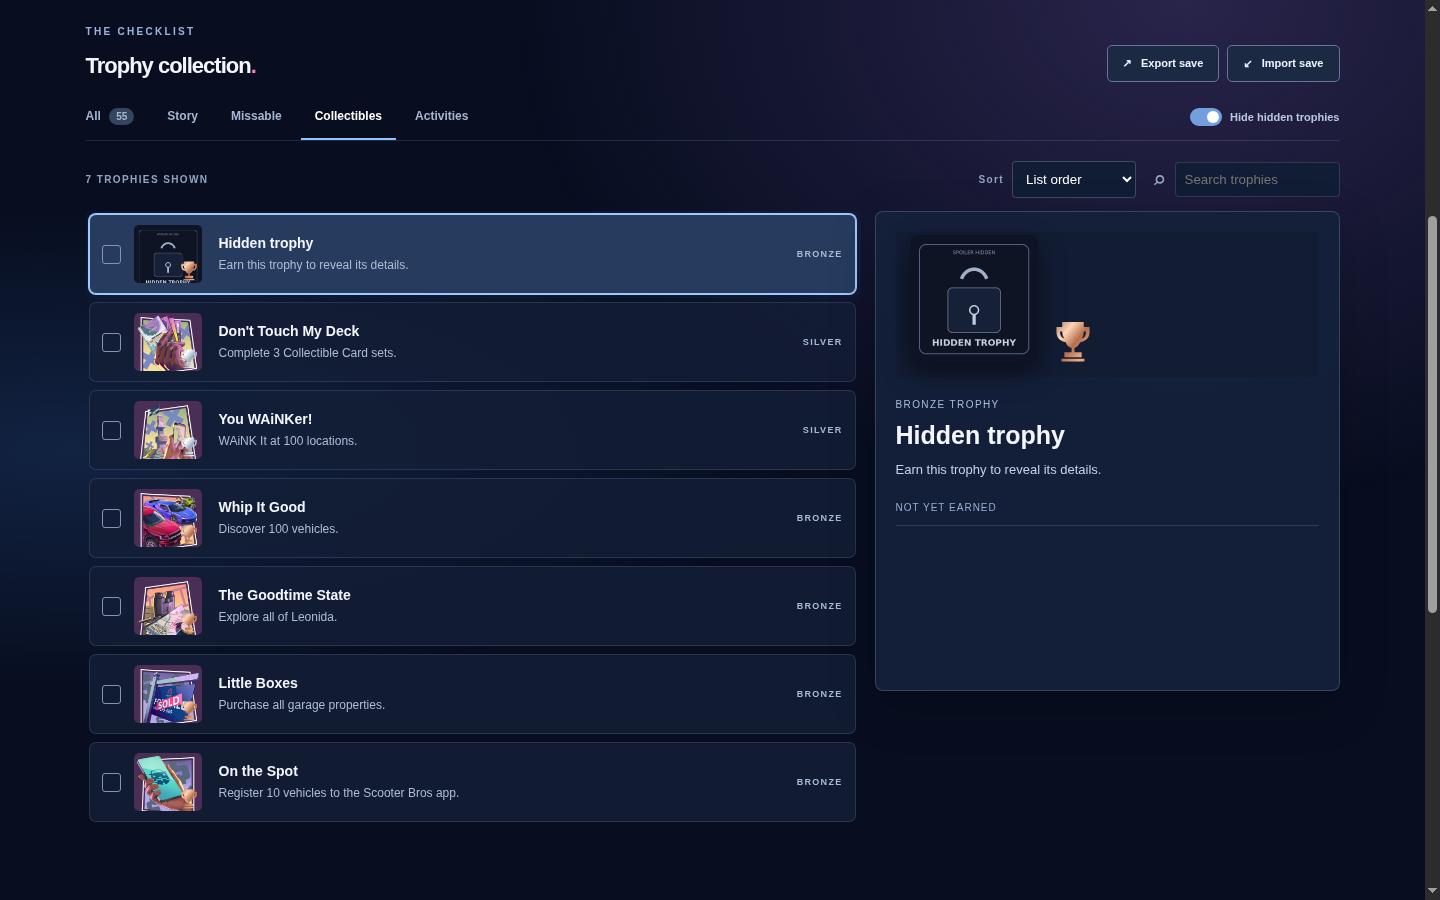 THE CHECKLIST
Trophy collection.
↗ Export save
↙ Import save
All 55
Story
Missable
Collectibles
Activities
Hide hidden trophies
7 TROPHIES SHOWN
Sort
List order
Search trophies
HIDDEN TROPHY
Hidden trophy
Earn this trophy to reveal its details.
BRONZE
Don't Touch My Deck
Complete 3 Collectible Card sets.
SILVER
You WAiNKer!
WAiNK It at 100 locations.
SILVER
Whip It Good
Discover 100 vehicles.
BRONZE
The Goodtime State
Explore all of Leonida.
BRONZE
SOLD
Little Boxes
Purchase all garage properties.
BRONZE
On the Spot
Register 10 vehicles to the Scooter Bros app.
BRONZE
SPOILER HIDDEN
HIDDEN TROPHY
BRONZE TROPHY
Hidden trophy
Earn this trophy to reveal its details.
NOT YET EARNED